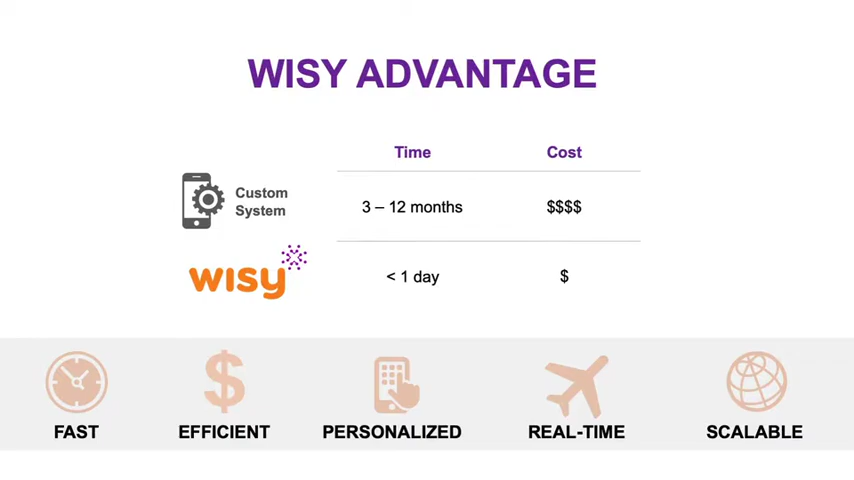 WISY ADVANTAGE
Time Cost
Custom
System
3 – 12 months $$$$
wisy
< 1 day $
FAST EFFICIENT PERSONALIZED REAL-TIME SCALABLE